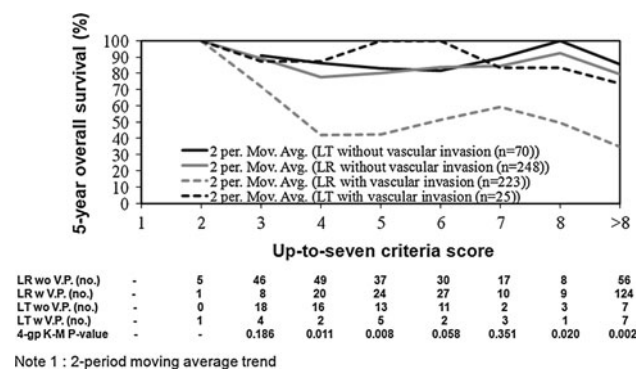 5-year overall survival (%)
100
90
80
70
60
50
40
30
20
10
0
2 per. Mov. Avg. (LT without vascular invasion (n=70))
2 per. Mov. Avg. (LR without vascular invasion (n=248))
2 per. Mov. Avg. (LR with vascular invasion (n=223))
2 per. Mov. Avg. (LT with vascular invasion (n=25))
1 2 3 4 5 6 7 8 >8
Up-to-seven criteria score
LR wo V.P. (no.) - 5 46 49 37 30 17 8 56
LR w V.P. (no.) - 1 8 20 24 27 10 9 124
LT wo V.P. (no.) - 0 18 16 13 11 2 3 7
LT w V.P. (no.) - 1 4 2 5 2 3 1 7
4-gp K-M P-value - - 0.186 0.011 0.008 0.058 0.351 0.020 0.002
Note 1 : 2-period moving average trend